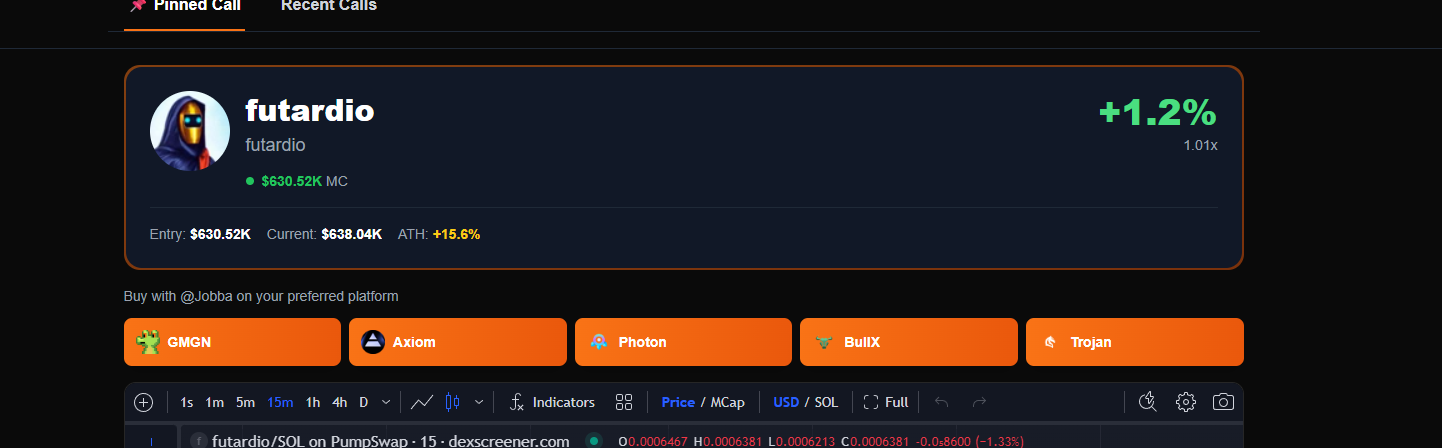 Pinned Call Recent Calls
futardio
+1.2%
futardio
1.01x
$630.52K MC
Entry: $630.52K Current: $638.04K ATH: +15.6%
Buy with @Jobba on your preferred platform
GMGN Axiom Photon BullX Trojan
1s 1m 5m 15m 1h 4h D Indicators Price / MCap USD / SOL Full
f futardio/SOL on PumpSwap · 15 · dexscreener.com O0.0006467 H0.0006381 L0.0006213 C0.0006381 -0.0₅8600 (−1.33%)